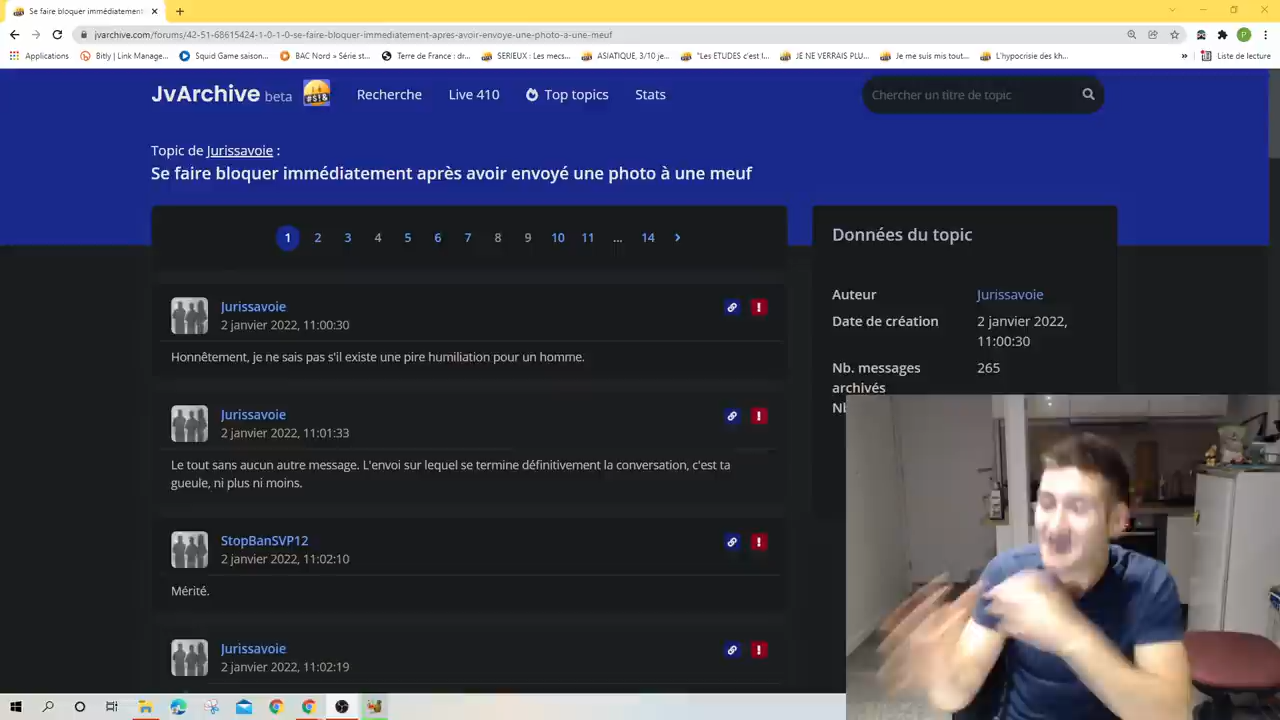 Se faire bloquer immédiatement
jvarchive.com/forums/42-51-68615424-1-0-1-0-se-faire-bloquer-immediatement-apres-avoir-envoye-une-photo-a-une-meuf
P
Applications
Bitly | Link Manage...
Squid Game saison...
BAC Nord » Série st...
Terre de France : dr...
SERIEUX : Les mecs...
ASIATIQUE, 3/10 je...
"Les ETUDES c'est l...
JE NE VERRAIS PLU...
Je me suis mis tout...
L'hypocrisie des kh...
»
Liste de lecture
JvArchive beta
#$!&
Recherche
Live 410
Top topics
Stats
Chercher un titre de topic
Topic de Jurissavoie :
Se faire bloquer immédiatement après avoir envoyé une photo à une meuf
1 2 3 4 5 6 7 8 9 10 11 ... 14 >
Jurissavoie
2 janvier 2022, 11:00:30
Honnêtement, je ne sais pas s'il existe une pire humiliation pour un homme.
Jurissavoie
2 janvier 2022, 11:01:33
Le tout sans aucun autre message. L'envoi sur lequel se termine définitivement la conversation, c'est ta
gueule, ni plus ni moins.
StopBanSVP12
2 janvier 2022, 11:02:10
Mérité.
Jurissavoie
2 janvier 2022, 11:02:19
Données du topic
Auteur
Jurissavoie
Date de création
2 janvier 2022,
11:00:30
Nb. messages
archivés
265